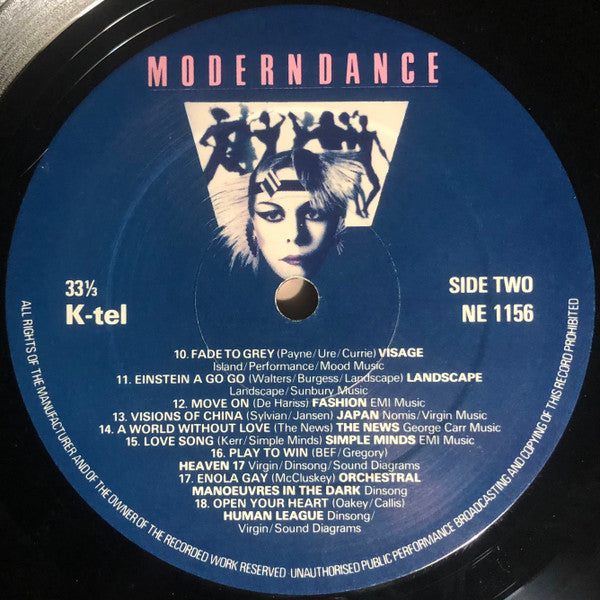 MODERN DANCE
33⅓
K-tel
SIDE TWO
NE 1156
10. FADE TO GREY (Payne/Ure/Currie) VISAGE
Island/Performance/Mood Music
11. EINSTEIN A GO GO (Walters/Burgess/Landscape) LANDSCAPE
Landscape/Sunbury Music
12. MOVE ON (De Hariss) FASHION EMI Music
13. VISIONS OF CHINA (Sylvian/Jansen) JAPAN Nomis/Virgin Music
14. A WORLD WITHOUT LOVE (The News) THE NEWS George Carr Music
15. LOVE SONG (Kerr/Simple Minds) SIMPLE MINDS EMI Music
16. PLAY TO WIN (BEF/Gregory)
HEAVEN 17 Virgin/Dinsong/Sound Diagrams
17. ENOLA GAY (McCluskey) ORCHESTRAL
MANOEUVRES IN THE DARK Dinsong
18. OPEN YOUR HEART (Oakey/Callis)
HUMAN LEAGUE Dinsong/
Virgin/Sound Diagrams
ALL RIGHTS OF THE MANUFACTURER AND OF THE OWNER OF THE RECORDED WORK RESERVED · UNAUTHORISED PUBLIC PERFORMANCE BROADCASTING AND COPYING OF THIS RECORD PROHIBITED